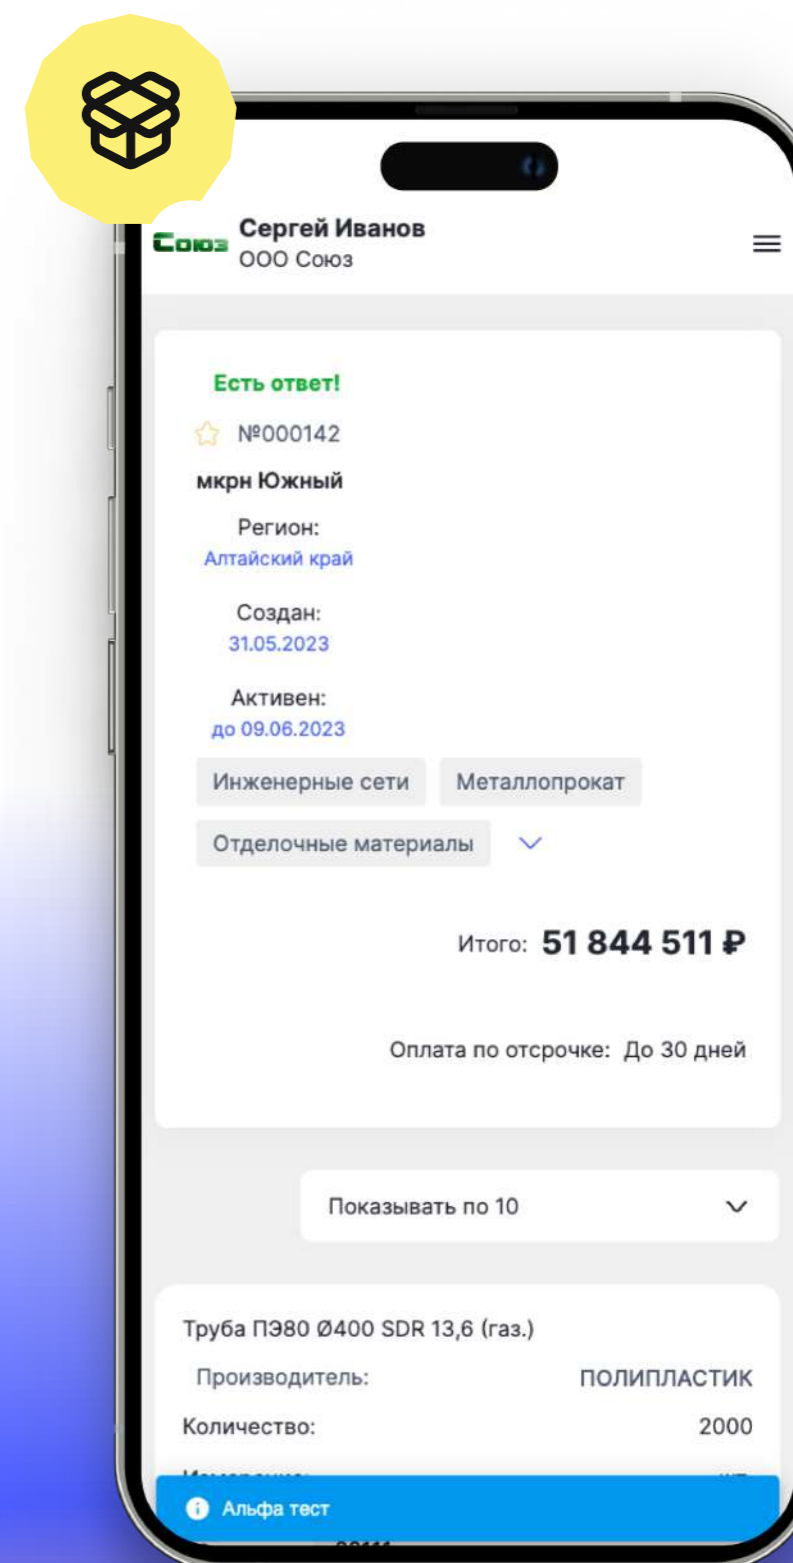 Союз
Сергей Иванов
ООО Союз
Есть ответ!
№000142
мкрн Южный
Регион:
Алтайский край
Создан:
31.05.2023
Активен:
до 09.06.2023
Инженерные сети Металлопрокат
Отделочные материалы
Итого: 51 844 511 ₽
Оплата по отсрочке: До 30 дней
Показывать по 10
Труба ПЭ80 Ø400 SDR 13,6 (газ.)
Производитель: ПОЛИПЛАСТИК
Количество: 2000
Альфа тест